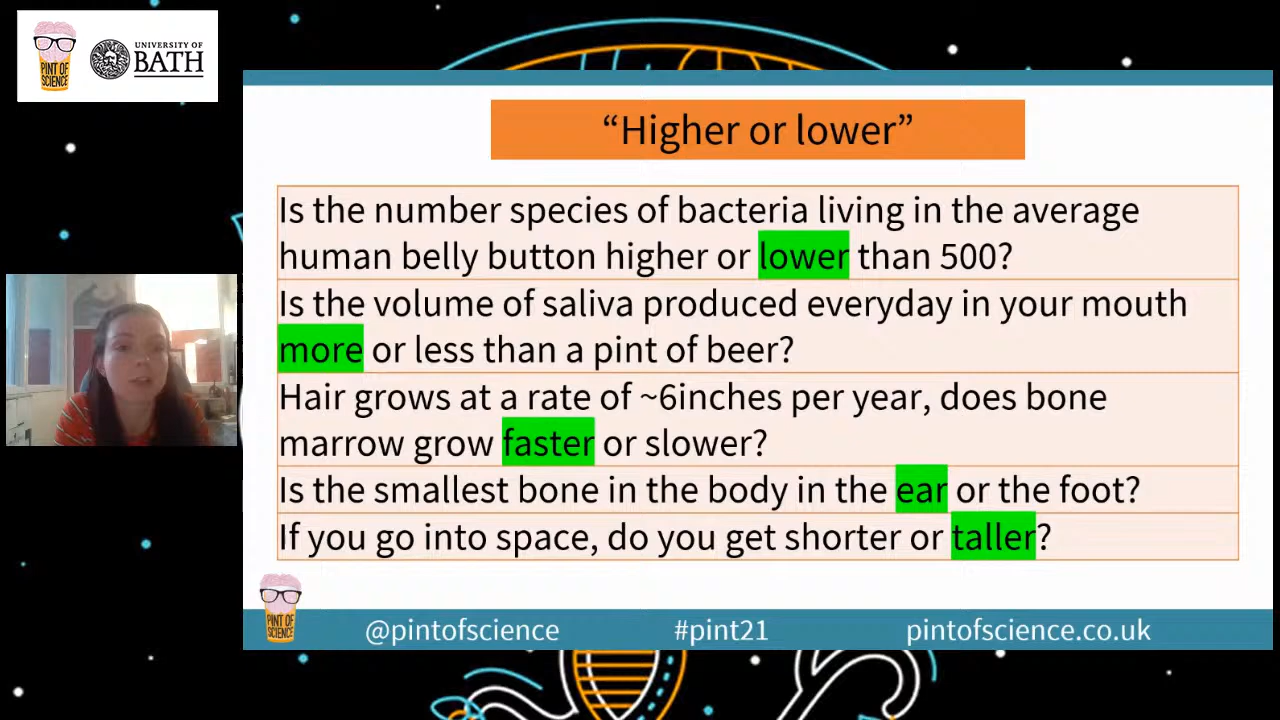 PINT OF
SCIENCE
UNIVERSITY OF
BATH
“Higher or lower”
Is the number species of bacteria living in the average
human belly button higher or lower than 500?
Is the volume of saliva produced everyday in your mouth
more or less than a pint of beer?
Hair grows at a rate of ~6inches per year, does bone
marrow grow faster or slower?
Is the smallest bone in the body in the ear or the foot?
If you go into space, do you get shorter or taller?
PINT OF
SCIENCE
@pintofscience
#pint21
pintofscience.co.uk